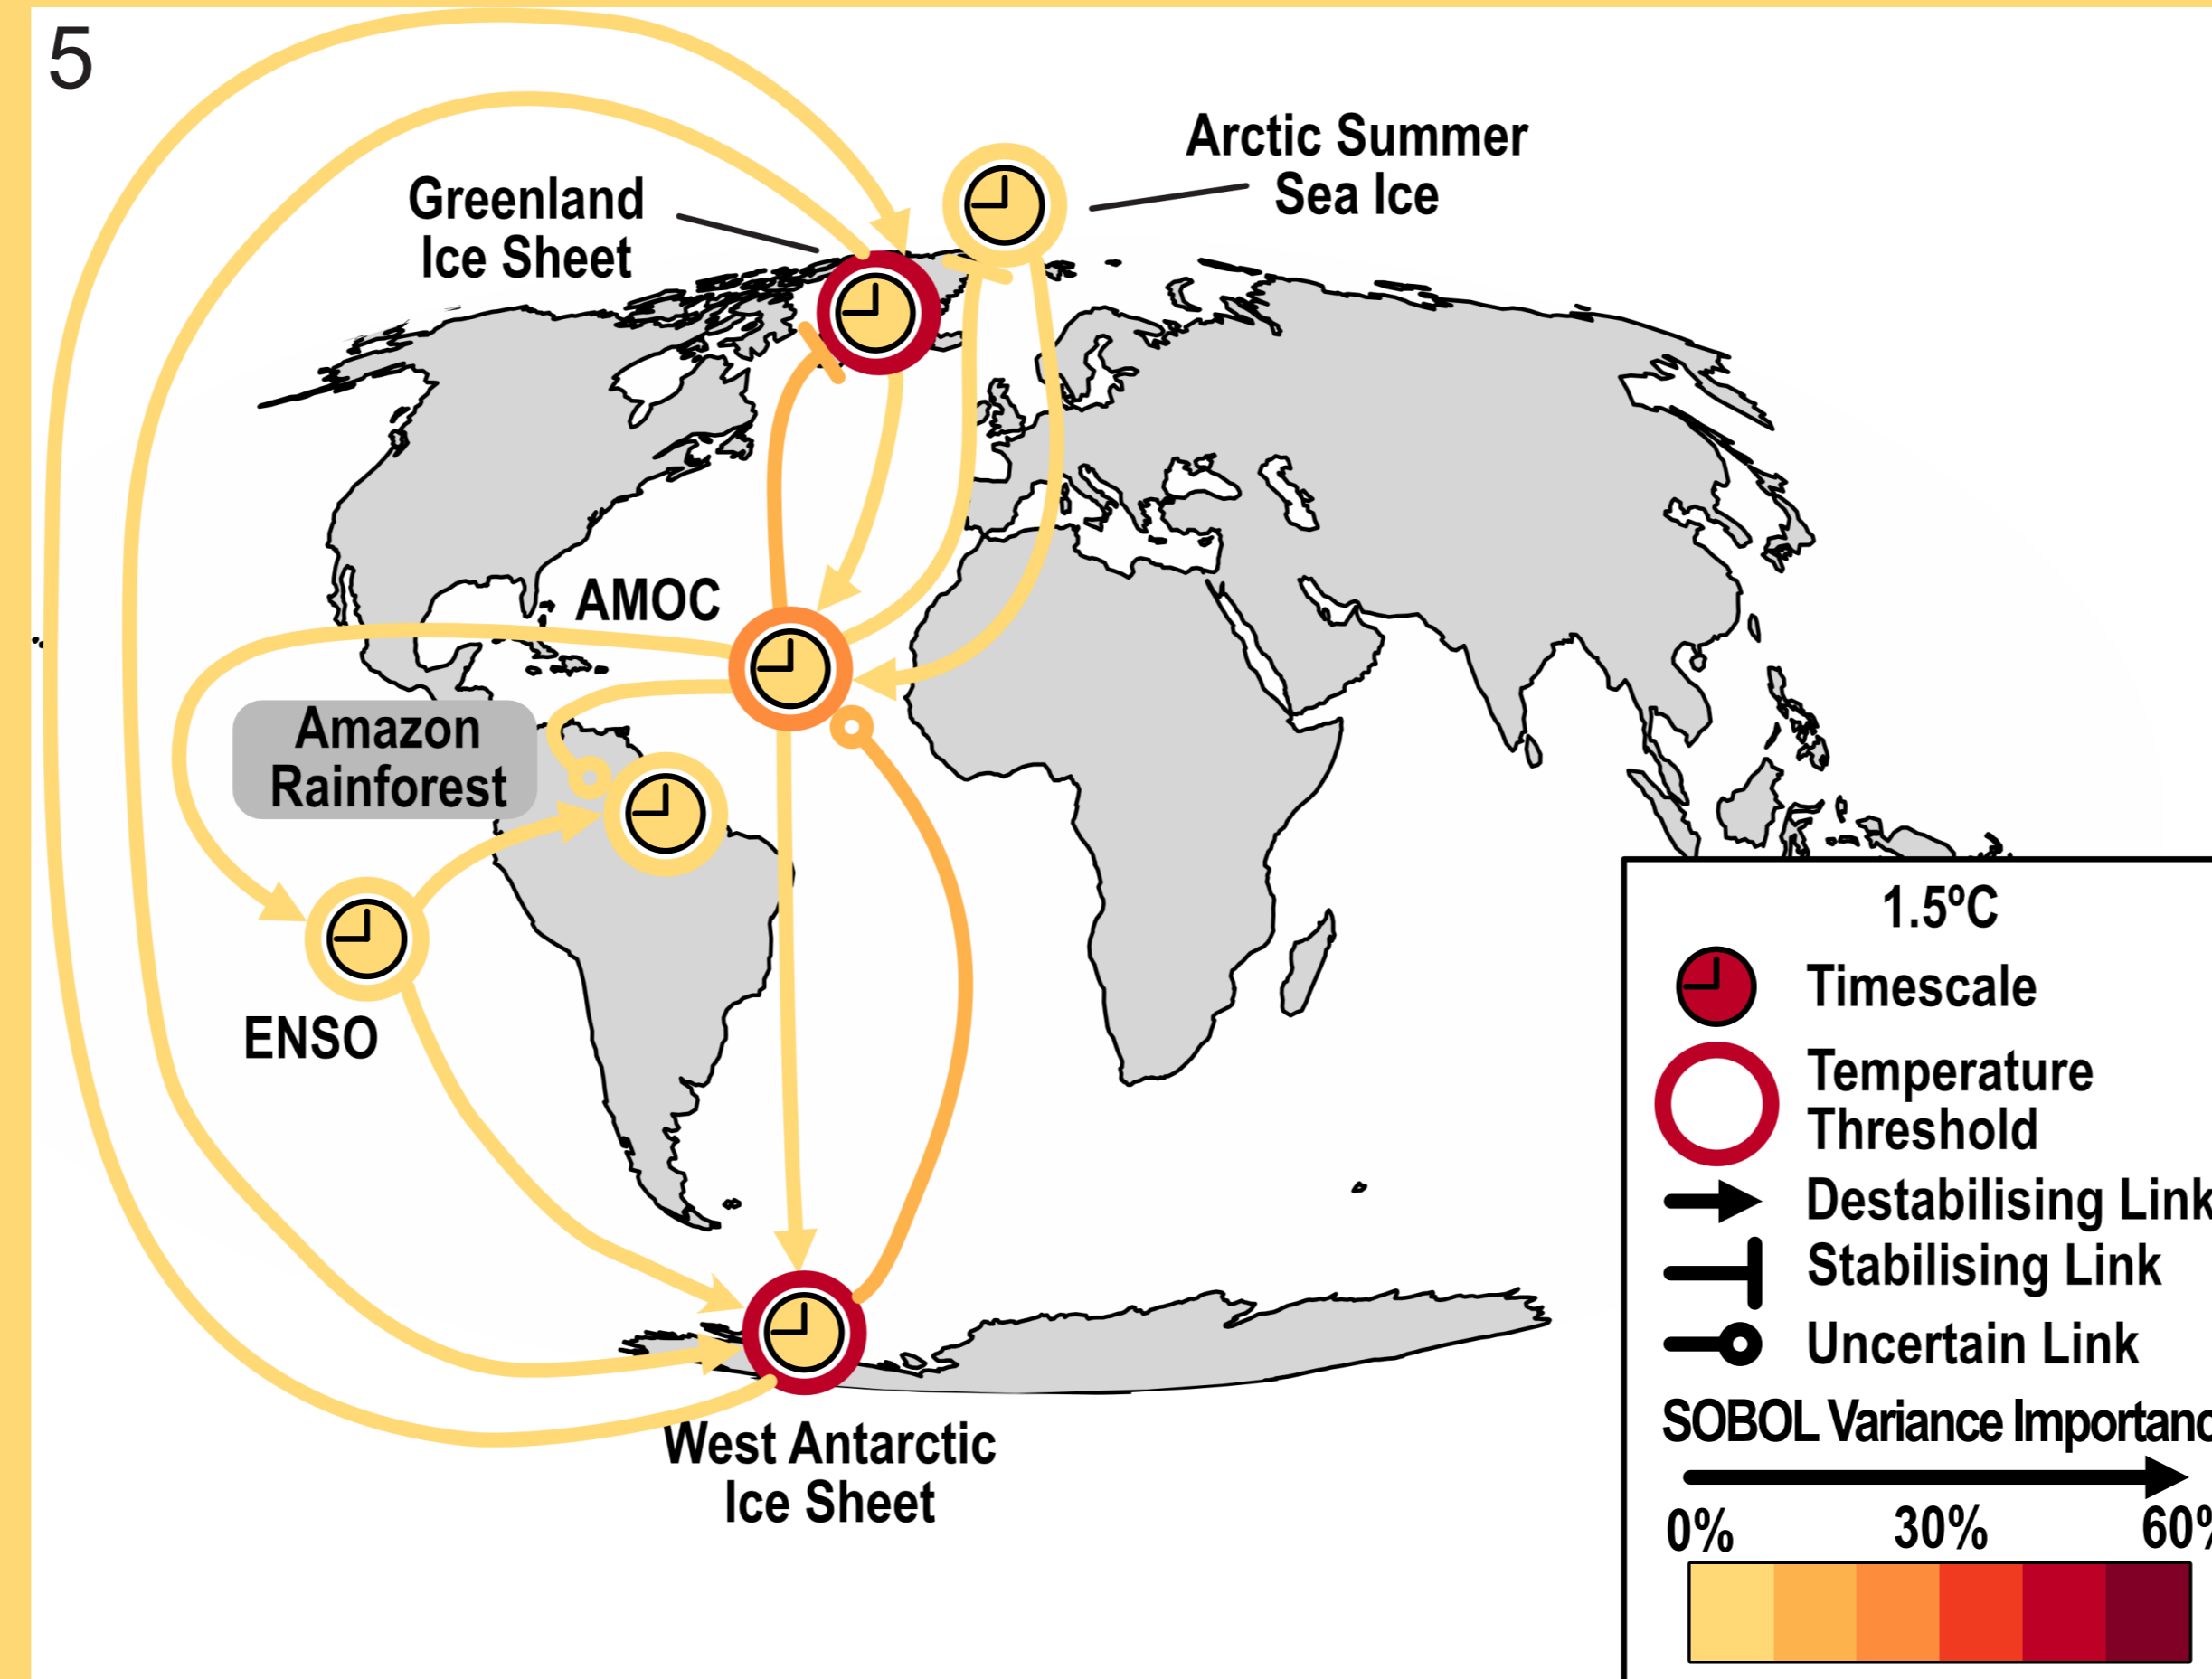 5
Arctic Summer
Sea Ice
Greenland
Ice Sheet
AMOC
Amazon
Rainforest
ENSO
West Antarctic
Ice Sheet
1.5ºC
Timescale
Temperature
Threshold
Destabilising Link
Stabilising Link
Uncertain Link
SOBOL Variance Importanc
0% 30% 60%